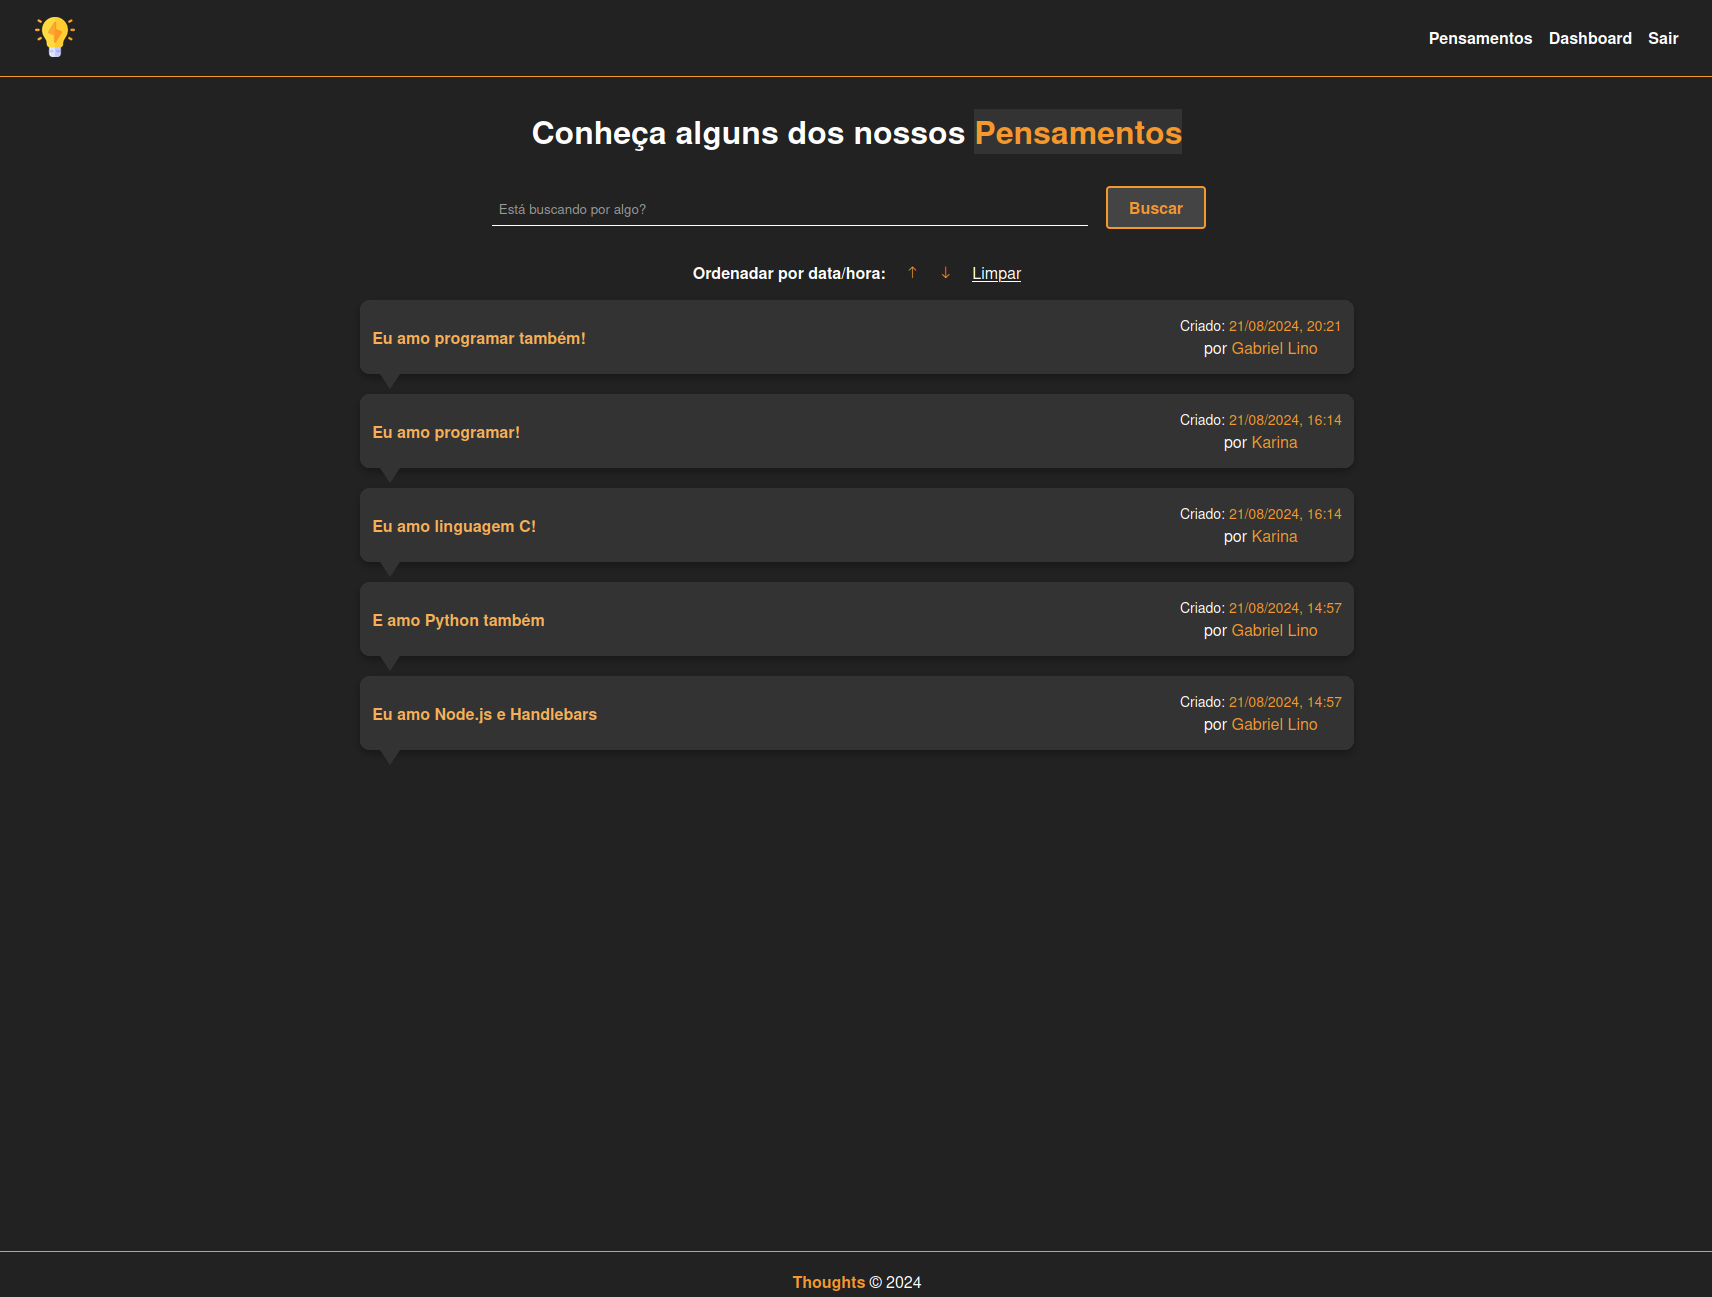 Pensamentos Dashboard Sair
Conheça alguns dos nossos Pensamentos
Está buscando por algo?
Buscar
Ordenadar por data/hora: ↑ ↓ Limpar
Eu amo programar também!
Criado: 21/08/2024, 20:21
por Gabriel Lino
Eu amo programar!
Criado: 21/08/2024, 16:14
por Karina
Eu amo linguagem C!
Criado: 21/08/2024, 16:14
por Karina
E amo Python também
Criado: 21/08/2024, 14:57
por Gabriel Lino
Eu amo Node.js e Handlebars
Criado: 21/08/2024, 14:57
por Gabriel Lino
Thoughts © 2024